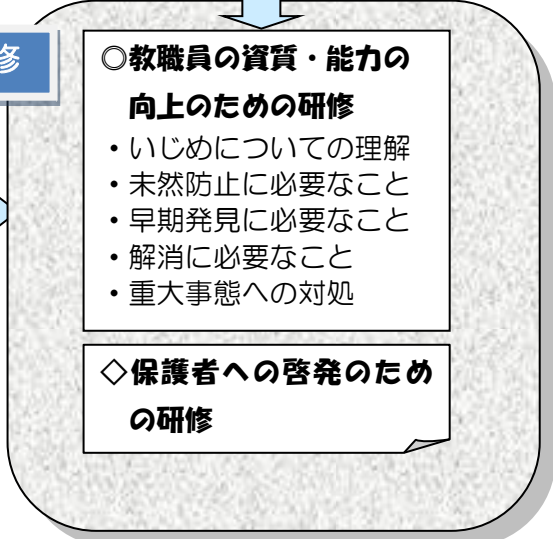 修
◎教職員の資質・能力の
向上のための研修
・いじめについての理解
・未然防止に必要なこと
・早期発見に必要なこと
・解消に必要なこと
・重大事態への対処
◇保護者への啓発のため
の研修